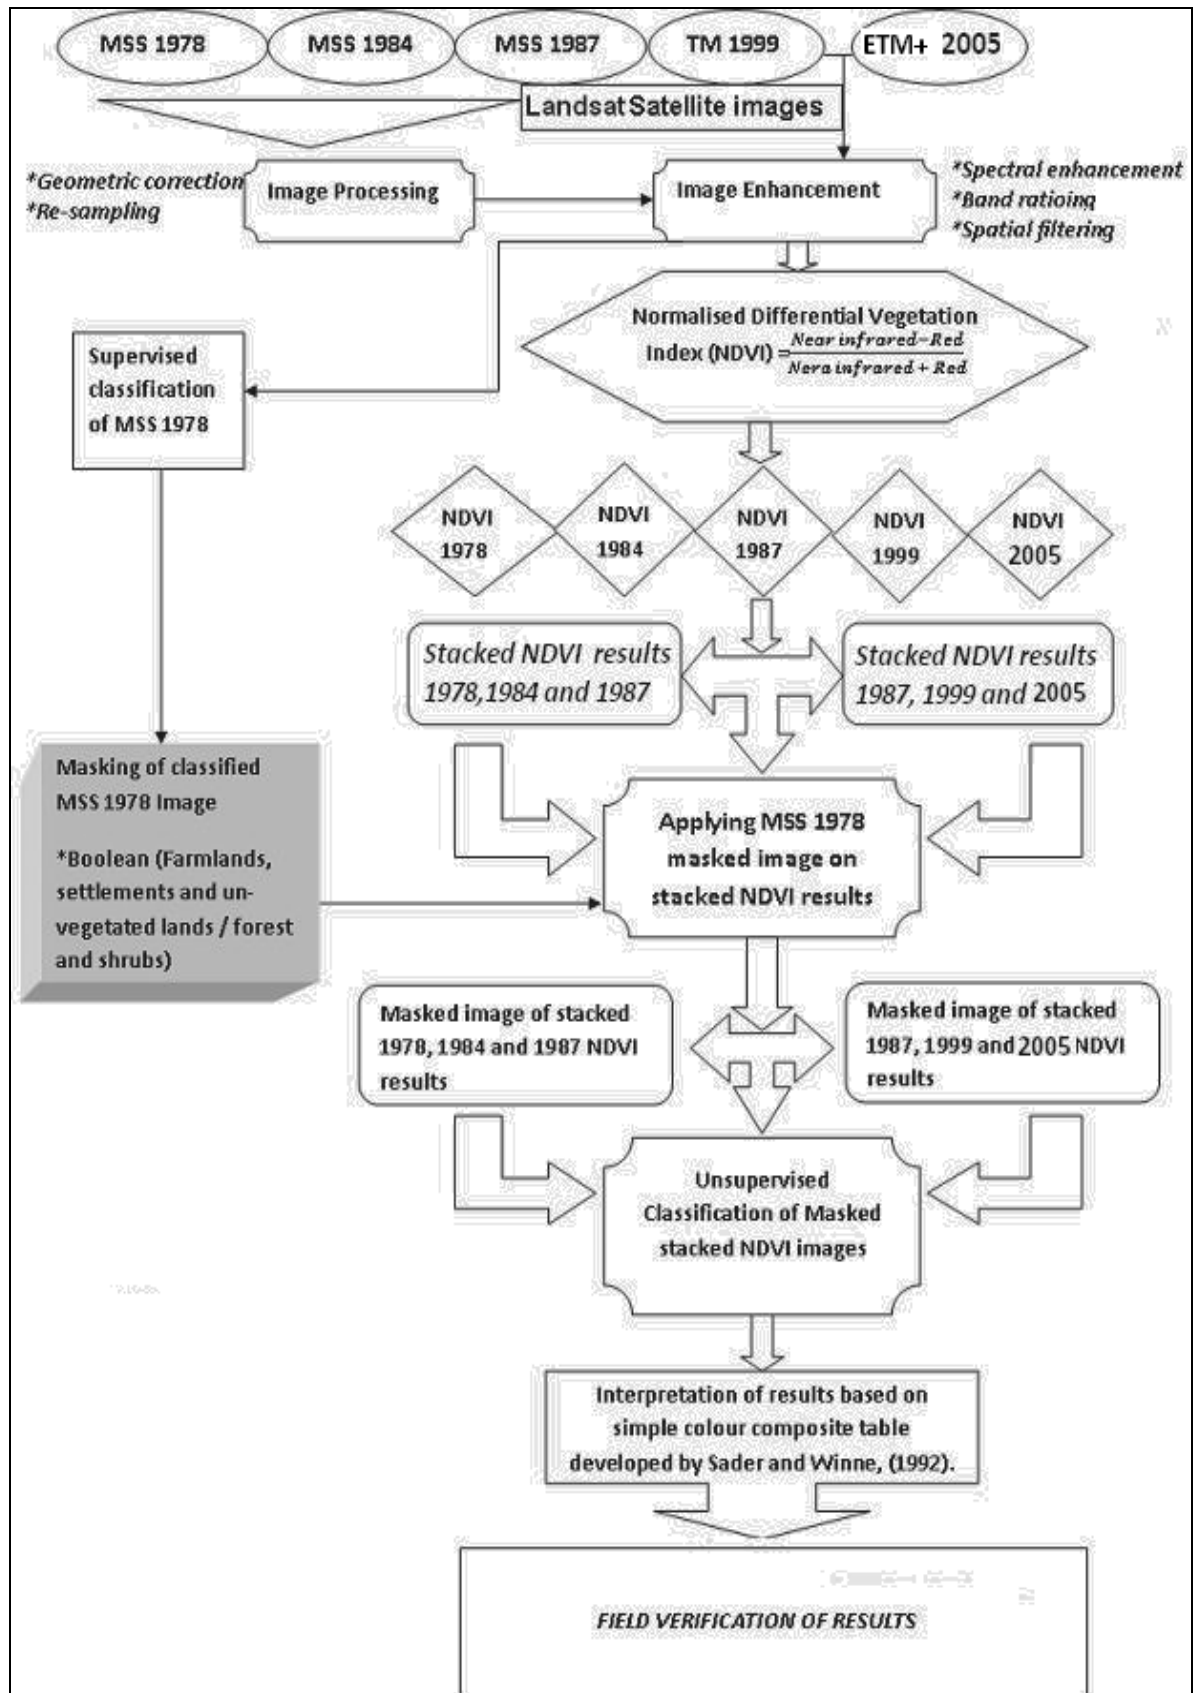 MSS 1978
MSS 1984
MSS 1987
TM 1999
ETM+ 2005
Landsat Satellite images
*Geometric correction
*Re-sampling
Image Processing
Image Enhancement
*Spectral enhancement
*Band ratioing
*Spatial filtering
Normalised Differential Vegetation
Index (NDVI) = Near infrared-Red
Nera infrared + Red
Supervised
classification
of MSS 1978
NDVI
1978
NDVI
1984
NDVI
1987
NDVI
1999
NDVI
2005
Stacked NDVI results
1978,1984 and 1987
Stacked NDVI results
1987, 1999 and 2005
Masking of classified
MSS 1978 Image
*Boolean (Farmlands,
settlements and un-
vegetated lands / forest
and shrubs)
Applying MSS 1978
masked image on
stacked NDVI results
Masked image of stacked
1978, 1984 and 1987 NDVI
results
Masked image of stacked
1987, 1999 and 2005 NDVI
results
Unsupervised
Classification of Masked
stacked NDVI images
Interpretation of results based on
simple colour composite table
developed by Sader and Winne, (1992).
FIELD VERIFICATION OF RESULTS